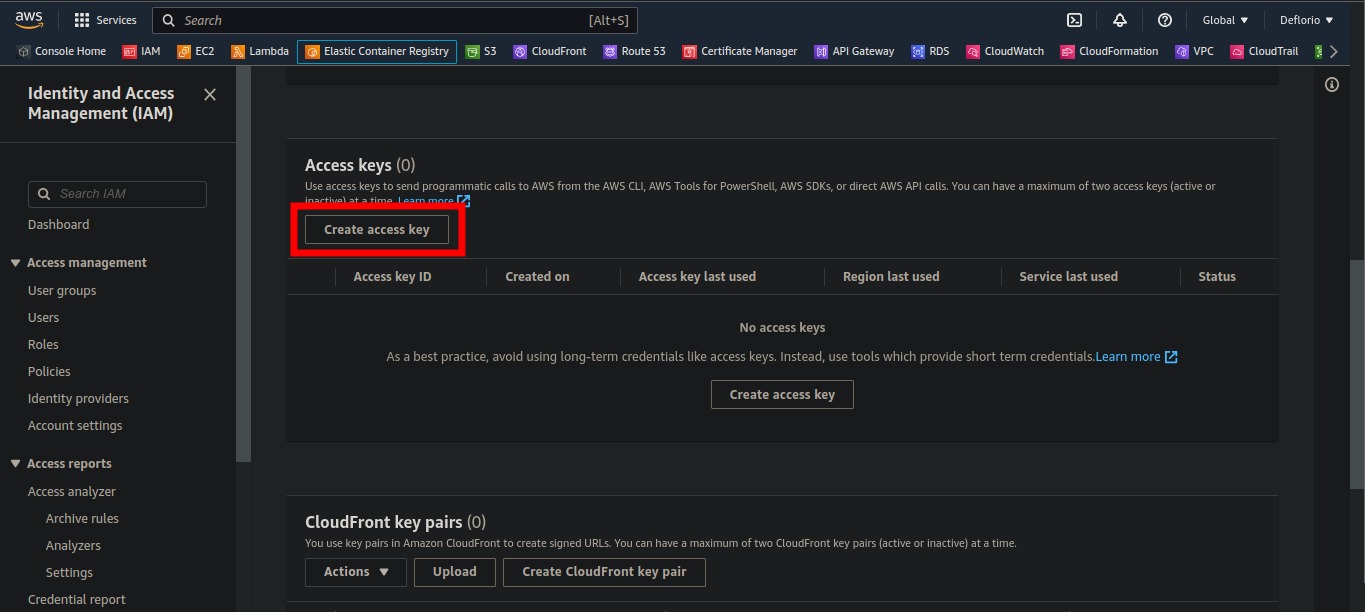 aws
Services
Search [Alt+S]
Global
Deflorio
Console Home
IAM
EC2
Lambda
Elastic Container Registry
S3
CloudFront
Route 53
Certificate Manager
API Gateway
RDS
CloudWatch
CloudFormation
VPC
CloudTrail
Identity and Access
Management (IAM)
Search IAM
Dashboard
Access management
User groups
Users
Roles
Policies
Identity providers
Account settings
Access reports
Access analyzer
Archive rules
Analyzers
Settings
Credential report
Access keys (0)
Use access keys to send programmatic calls to AWS from the AWS CLI, AWS Tools for PowerShell, AWS SDKs, or direct AWS API calls. You can have a maximum of two access keys (active or
inactive) at a time. Learn more
Create access key
Access key ID
Created on
Access key last used
Region last used
Service last used
Status
No access keys
As a best practice, avoid using long-term credentials like access keys. Instead, use tools which provide short term credentials.Learn more
Create access key
CloudFront key pairs (0)
You use key pairs in Amazon CloudFront to create signed URLs. You can have a maximum of two CloudFront key pairs (active or inactive) at a time.
Actions
Upload
Create CloudFront key pair